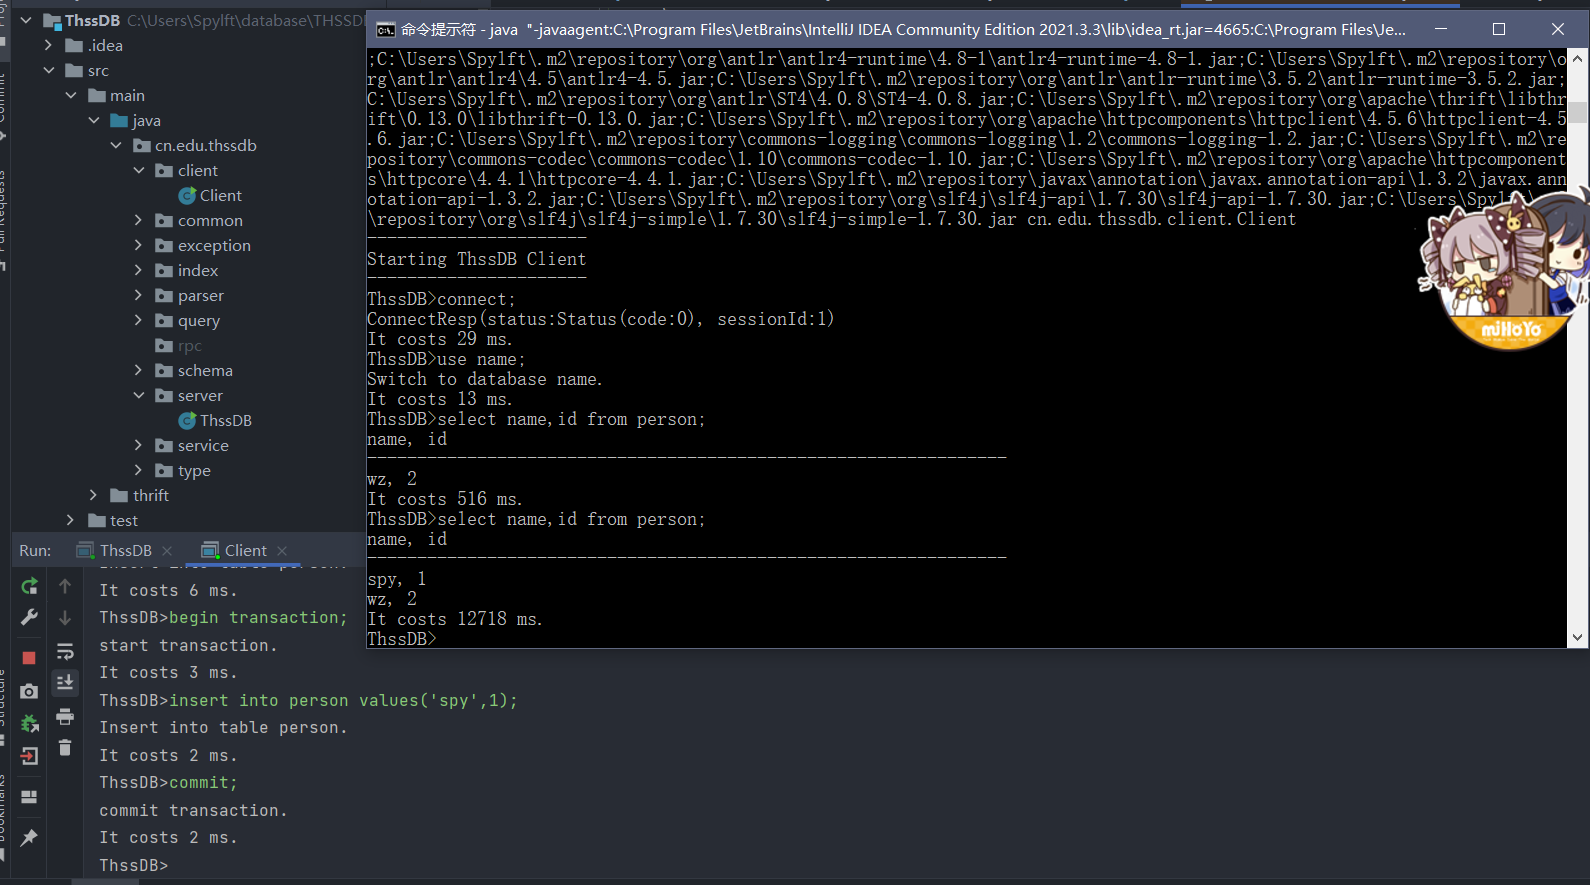 ThssDB C:\Users\Spylft\database\THSSD
.idea
src
main
java
cn.edu.thssdb
client
Client
common
exception
index
parser
query
rpc
schema
server
ThssDB
service
type
thrift
test
命令提示符 - java "-javaagent:C:\Program Files\JetBrains\IntelliJ IDEA Community Edition 2021.3.3\lib\idea_rt.jar=4665:C:\Program Files\Je...
;C:\Users\Spylft\.m2\repository\org\antlr\antlr4-runtime\4.8-1\antlr4-runtime-4.8-1.jar;C:\Users\Spylft\.m2\repository\o
rg\antlr\antlr4\4.5\antlr4-4.5.jar;C:\Users\Spylft\.m2\repository\org\antlr\antlr-runtime\3.5.2\antlr-runtime-3.5.2.jar;
C:\Users\Spylft\.m2\repository\org\antlr\ST4\4.0.8\ST4-4.0.8.jar;C:\Users\Spylft\.m2\repository\org\apache\thrift\libthr
ift\0.13.0\libthrift-0.13.0.jar;C:\Users\Spylft\.m2\repository\org\apache\httpcomponents\httpclient\4.5.6\httpclient-4.5
.6.jar;C:\Users\Spylft\.m2\repository\commons-logging\commons-logging\1.2\commons-logging-1.2.jar;C:\Users\Spylft\.m2\re
pository\commons-codec\commons-codec\1.10\commons-codec-1.10.jar;C:\Users\Spylft\.m2\repository\org\apache\httpcomponent
s\httpcore\4.4.1\httpcore-4.4.1.jar;C:\Users\Spylft\.m2\repository\javax\annotation\javax.annotation-api\1.3.2\javax.ann
otation-api-1.3.2.jar;C:\Users\Spylft\.m2\repository\org\slf4j\slf4j-api\1.7.30\slf4j-api-1.7.30.jar;C:\Users\Spylf
\repository\org\slf4j\slf4j-simple\1.7.30\slf4j-simple-1.7.30.jar cn.edu.thssdb.client.Client
----------------------
Starting ThssDB Client
----------------------
ThssDB>connect;
ConnectResp(status:Status(code:0), sessionId:1)
It costs 29 ms.
ThssDB>use name;
Switch to database name.
It costs 13 ms.
ThssDB>select name,id from person;
name, id
----------------------------------------------------------------
wz, 2
It costs 516 ms.
ThssDB>select name,id from person;
name, id
----------------------------------------------------------------
spy, 1
wz, 2
It costs 12718 ms.
ThssDB>
miHoYo
Run: ThssDB Client
It costs 6 ms.
ThssDB>begin transaction;
start transaction.
It costs 3 ms.
ThssDB>insert into person values('spy',1);
Insert into table person.
It costs 2 ms.
ThssDB>commit;
commit transaction.
It costs 2 ms.
ThssDB>